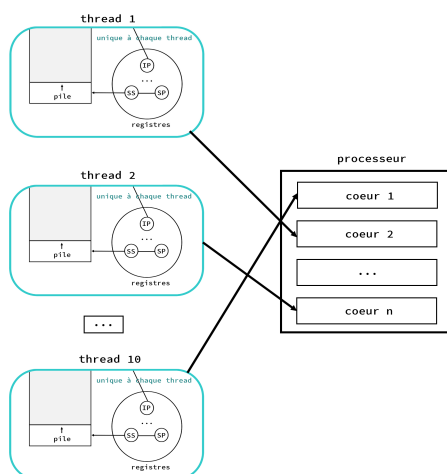 thread 1
unique à chaque thread
IP
...
SS
SP
pile
registres
thread 2
unique à chaque thread
IP
...
SS
SP
pile
registres
...
thread 10
unique à chaque thread
IP
...
SS
SP
pile
registres
processeur
coeur 1
coeur 2
...
coeur n